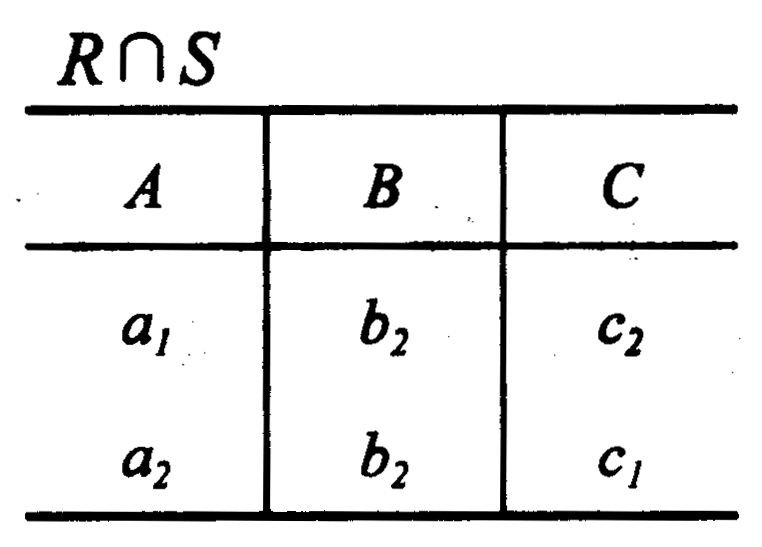 R∩S
A B C
a₁ b₂ c₂
a₂ b₂ c₁